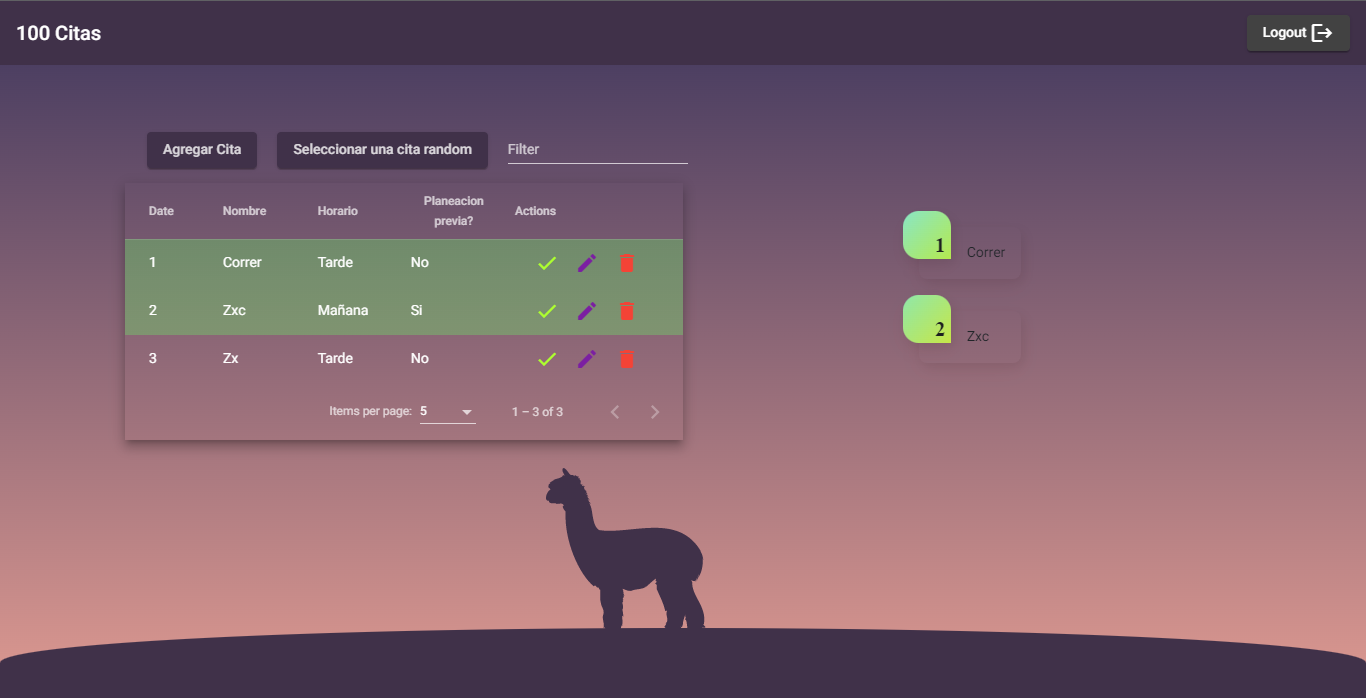 100 Citas
Logout
Agregar Cita
Seleccionar una cita random
Filter
Date Nombre Horario Planeacion previa? Actions
1 Correr Tarde No
2 Zxc Mañana Si
3 Zx Tarde No
Items per page: 5 1 – 3 of 3
1 Correr
2 Zxc